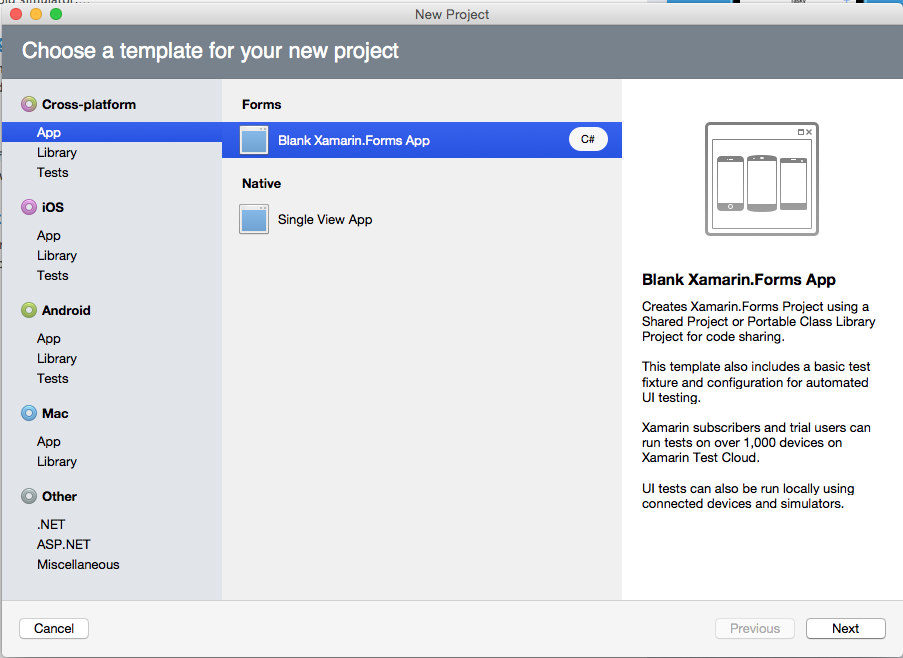 New Project
Choose a template for your new project
Cross-platform
App
Library
Tests
iOS
App
Library
Tests
Android
App
Library
Tests
Mac
App
Library
Other
.NET
ASP.NET
Miscellaneous
Forms
Blank Xamarin.Forms App
C#
Native
Single View App
Blank Xamarin.Forms App
Creates Xamarin.Forms Project using a
Shared Project or Portable Class Library
Project for code sharing.
This template also includes a basic test
fixture and configuration for automated
UI testing.
Xamarin subscribers and trial users can
run tests on over 1,000 devices on
Xamarin Test Cloud.
UI tests can also be run locally using
connected devices and simulators.
Cancel
Previous
Next